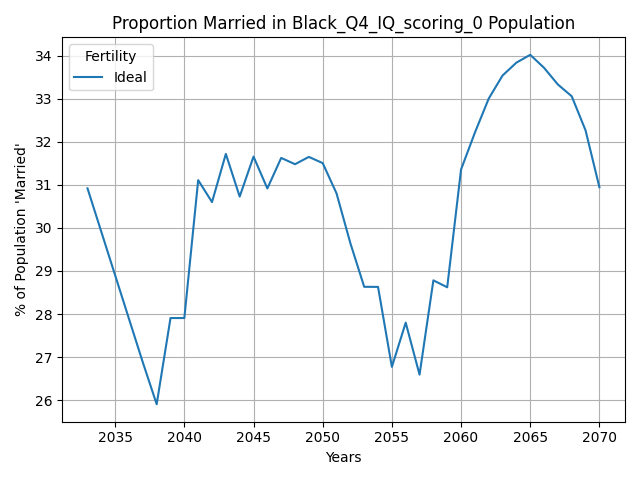 Proportion Married in Black_Q4_IQ_scoring_0 Population
Fertility
Ideal
% of Population 'Married'
34
33
32
31
30
29
28
27
26
2035 2040 2045 2050 2055 2060 2065 2070
Years